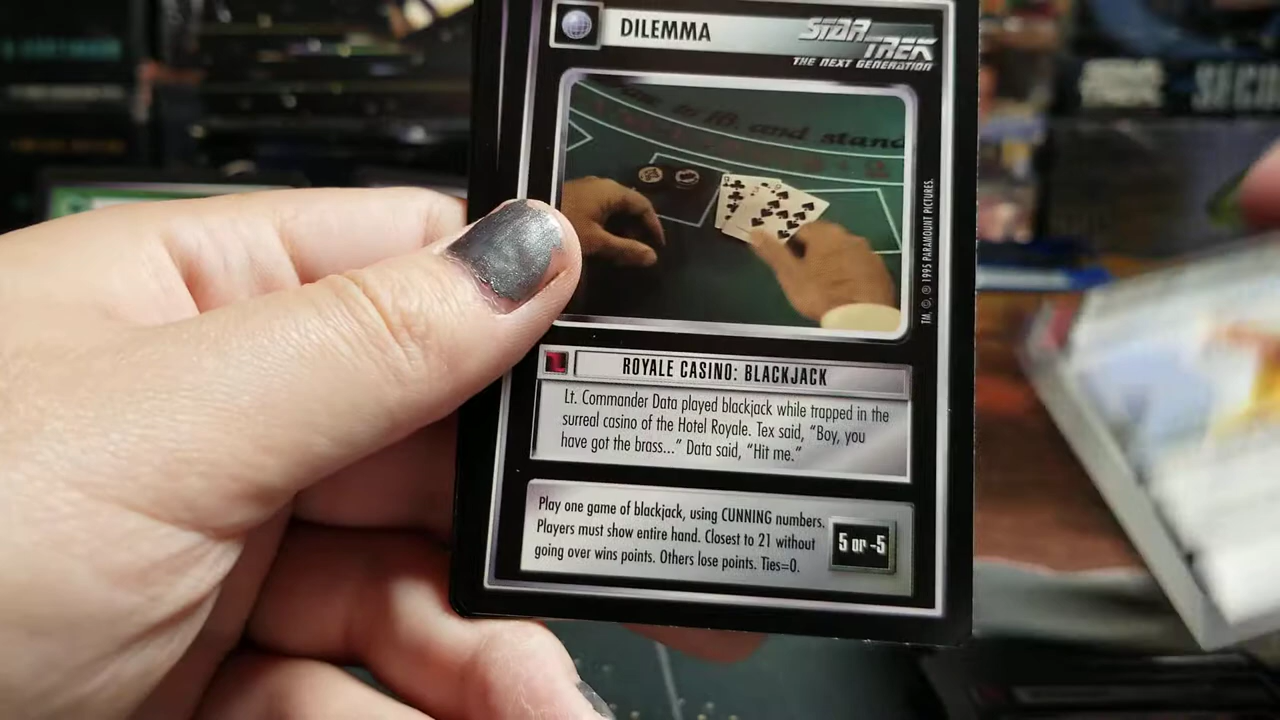 DILEMMA
STAR TREK
THE NEXT GENERATION
and stand
TM, ©, ® 1995 PARAMOUNT PICTURES.
ROYALE CASINO: BLACKJACK
Lt. Commander Data played blackjack while trapped in the
surreal casino of the Hotel Royale. Tex said, "Boy, you
have got the brass..." Data said, "Hit me."
Play one game of blackjack, using CUNNING numbers.
Players must show entire hand. Closest to 21 without
going over wins points. Others lose points. Ties=0.
5 or -5